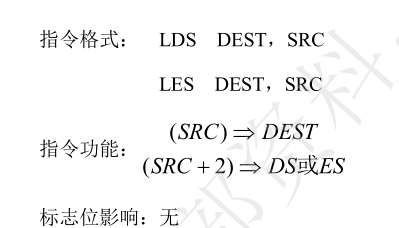 指令格式： LDS DEST，SRC
LES DEST，SRC
指令功能： (SRC)⇒DEST
(SRC+2)⇒DS或ES
标志位影响：无